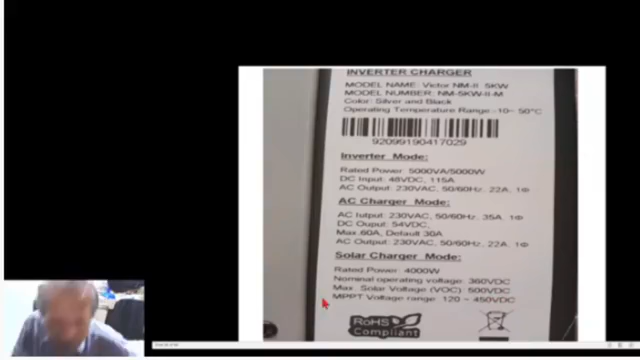 INVERTER CHARGER
MODEL NAME: Victor NM-II 5KW
MODEL NUMBER: NM-5KW-II-M
Color: Silver and Black
Operating Temperature Range:-10~ 50°C
92099190417029
Inverter Mode:
Rated Power: 5000VA/5000W
DC Input: 48VDC, 115A
AC Output: 230VAC, 50/60Hz, 22A, 1Φ
AC Charger Mode:
AC Iutput: 230VAC, 50/60Hz, 35A, 1Φ
DC Ouput: 54VDC,
Max.60A, Default 30A
AC Output: 230VAC, 50/60Hz, 22A, 1Φ
Solar Charger Mode:
Rated Power: 4000W
Nominal operating voltage: 360VDC
Max. Solar Voltage (VOC) 500VDC
MPPT Voltage range: 120 ~ 450VDC
RoHS
Compliant